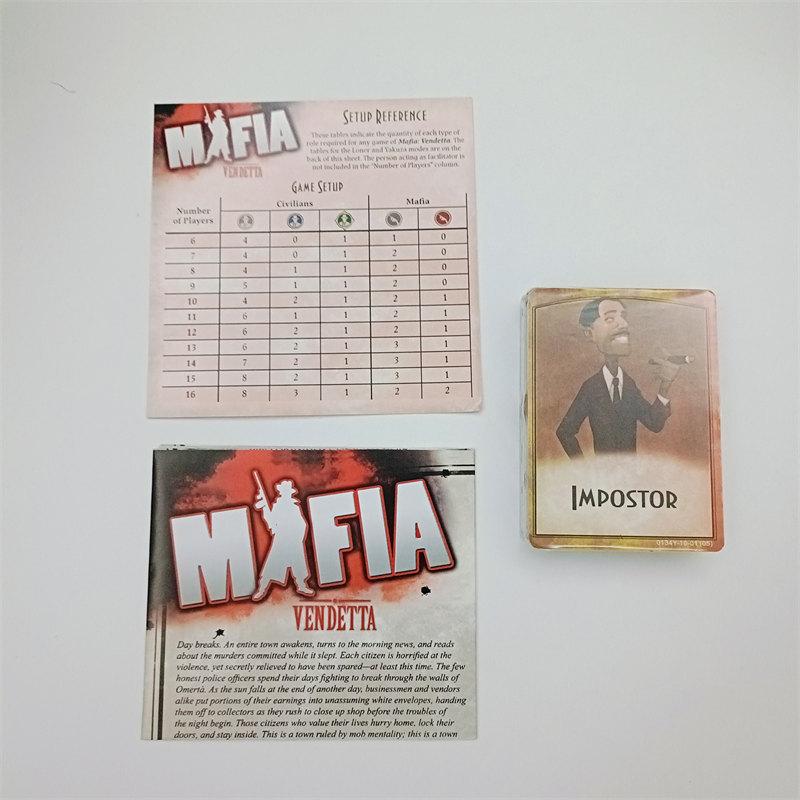 MAFIA
VENDETTA
SETUP REFERENCE
These tables indicate the quantity of each type of
role required for any game of Mafia: Vendetta. The
tables for the Loner and Yakuza modes are on the
back of this sheet. The person acting as facilitator is
not included in the "Number of Players" column.
GAME SETUP
Number
of Players
Civilians
Mafia
6 4 0 1 1 0
7 4 0 1 2 0
8 4 1 1 2 0
9 5 1 1 2 0
10 4 2 1 2 1
11 6 1 1 2 1
12 6 2 1 2 1
13 6 2 1 3 1
14 7 2 1 3 1
15 8 2 1 3 1
16 8 3 1 2 2
IMPOSTOR
0134Y-10-01 (05)
MAFIA
VENDETTA
Day breaks. An entire town awakens, turns to the morning news, and reads
about the murders committed while it slept. Each citizen is horrified at the
violence, yet secretly relieved to have been spared—at least this time. The few
honest police officers spend their days fighting to break through the walls of
Omertà. As the sun falls at the end of another day, businessmen and vendors
alike put portions of their earnings into unassuming white envelopes, handing
them off to collectors as they rush to close up shop before the troubles of
the night begin. Those citizens who value their lives hurry home, lock their
doors, and stay inside. This is a town ruled by mob mentality; this is a town